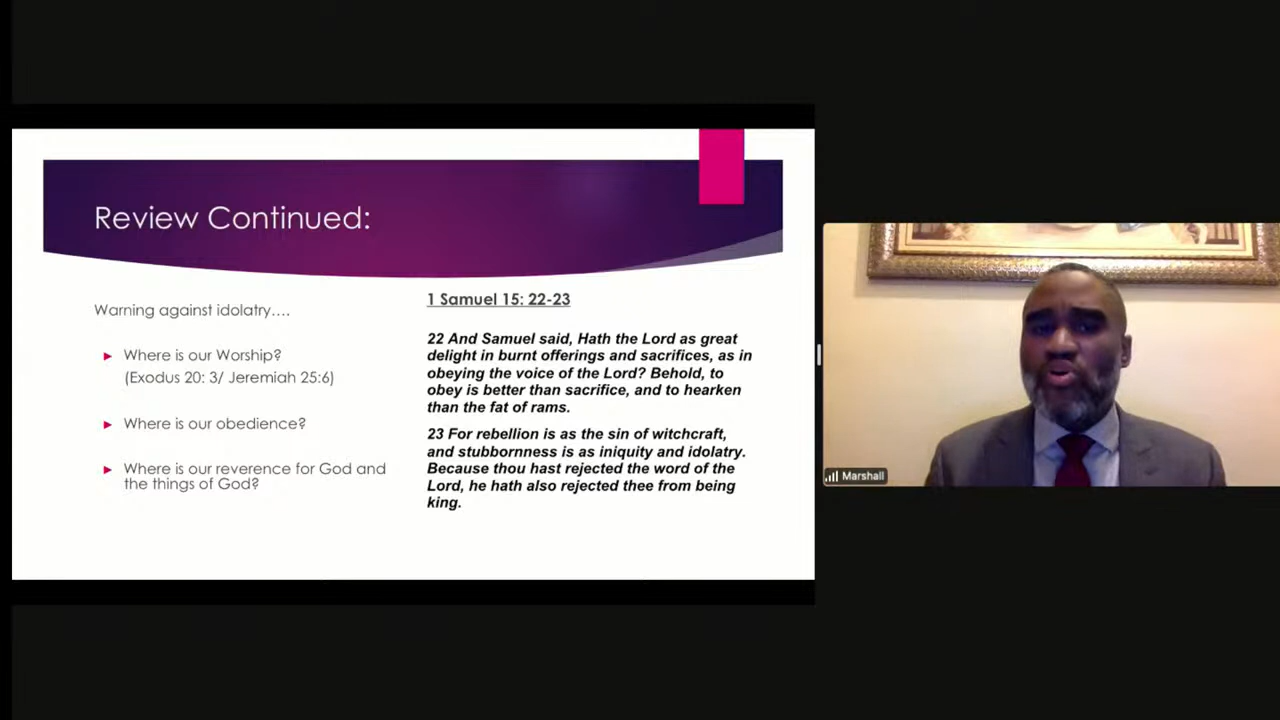 Review Continued:
Warning against idolatry....
Where is our Worship?
(Exodus 20: 3/ Jeremiah 25:6)
Where is our obedience?
Where is our reverence for God and
the things of God?
1 Samuel 15: 22-23
22 And Samuel said, Hath the Lord as great
delight in burnt offerings and sacrifices, as in
obeying the voice of the Lord? Behold, to
obey is better than sacrifice, and to hearken
than the fat of rams.
23 For rebellion is as the sin of witchcraft,
and stubbornness is as iniquity and idolatry.
Because thou hast rejected the word of the
Lord, he hath also rejected thee from being
king.
Marshall